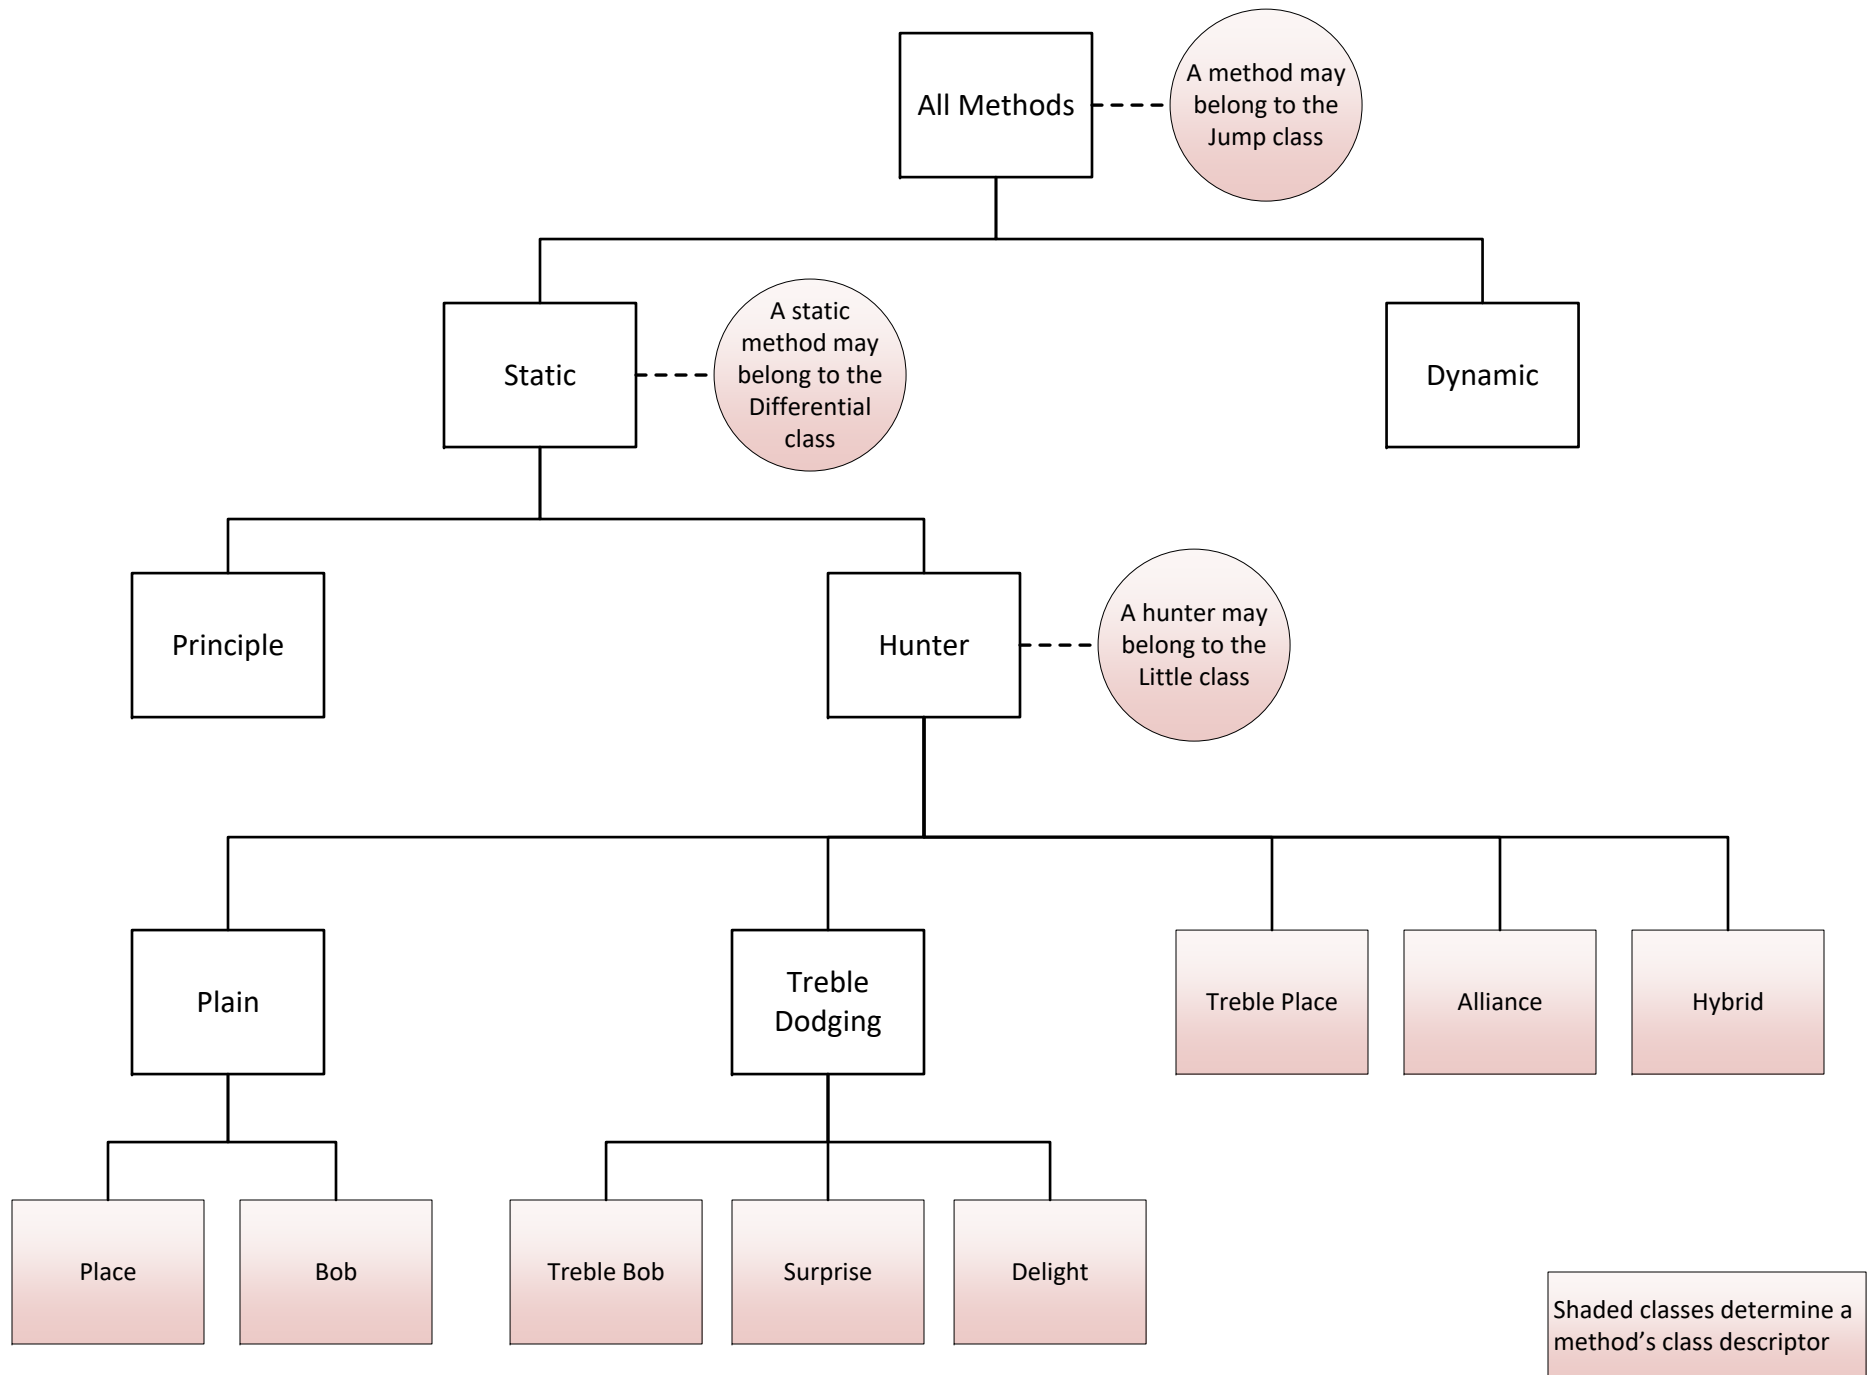 All Methods
A method may
belong to the
Jump class
Static
A static
method may
belong to the
Differential
class
Dynamic
Principle
Hunter
A hunter may
belong to the
Little class
Plain
Treble
Dodging
Treble Place
Alliance
Hybrid
Place
Bob
Treble Bob
Surprise
Delight
Shaded classes determine a
method’s class descriptor